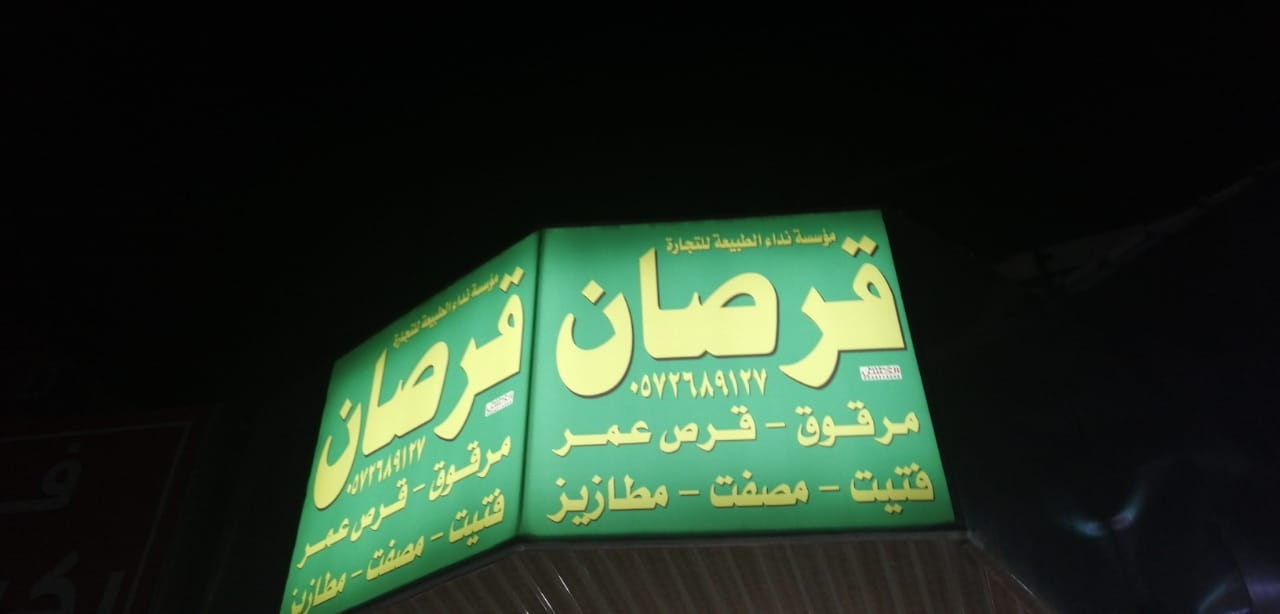 مؤسسة نداء الطبيعة للتجارة
قرصان
٠٥٧٢٦٨٩١٢٧
مرقوق - قرص عمر
فتيت - مصفت - مطازيز
مؤسسة نداء الطبيعة للتجارة
قرصان
٠٥٧٢٦٨٩١٢٧
مرقوق - قرص عمر
فتيت - مصفت - مطازيز